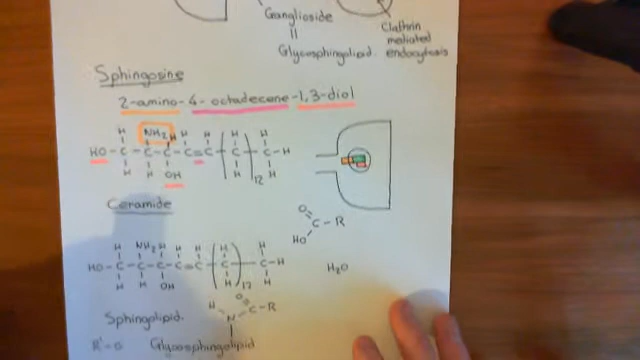 Ganglioside
॥
Glycosphingolipid
Clathrin
mediated
endocytosis
Sphingosine
2-amino-4-octadecene-1,3-diol
H NH₂ H H H H H
HO-C-C-C-C=C-(C)-C-H
H H OH H 12 H
Ceramide
O
C-R
HO
H NH₂ H H H H H
HO-C-C-C-C=C-(C)-C-H
H H OH H 12 H
H₂O
Sphingolipid
H O
N C-R
R'-O
Glycosphingolipid